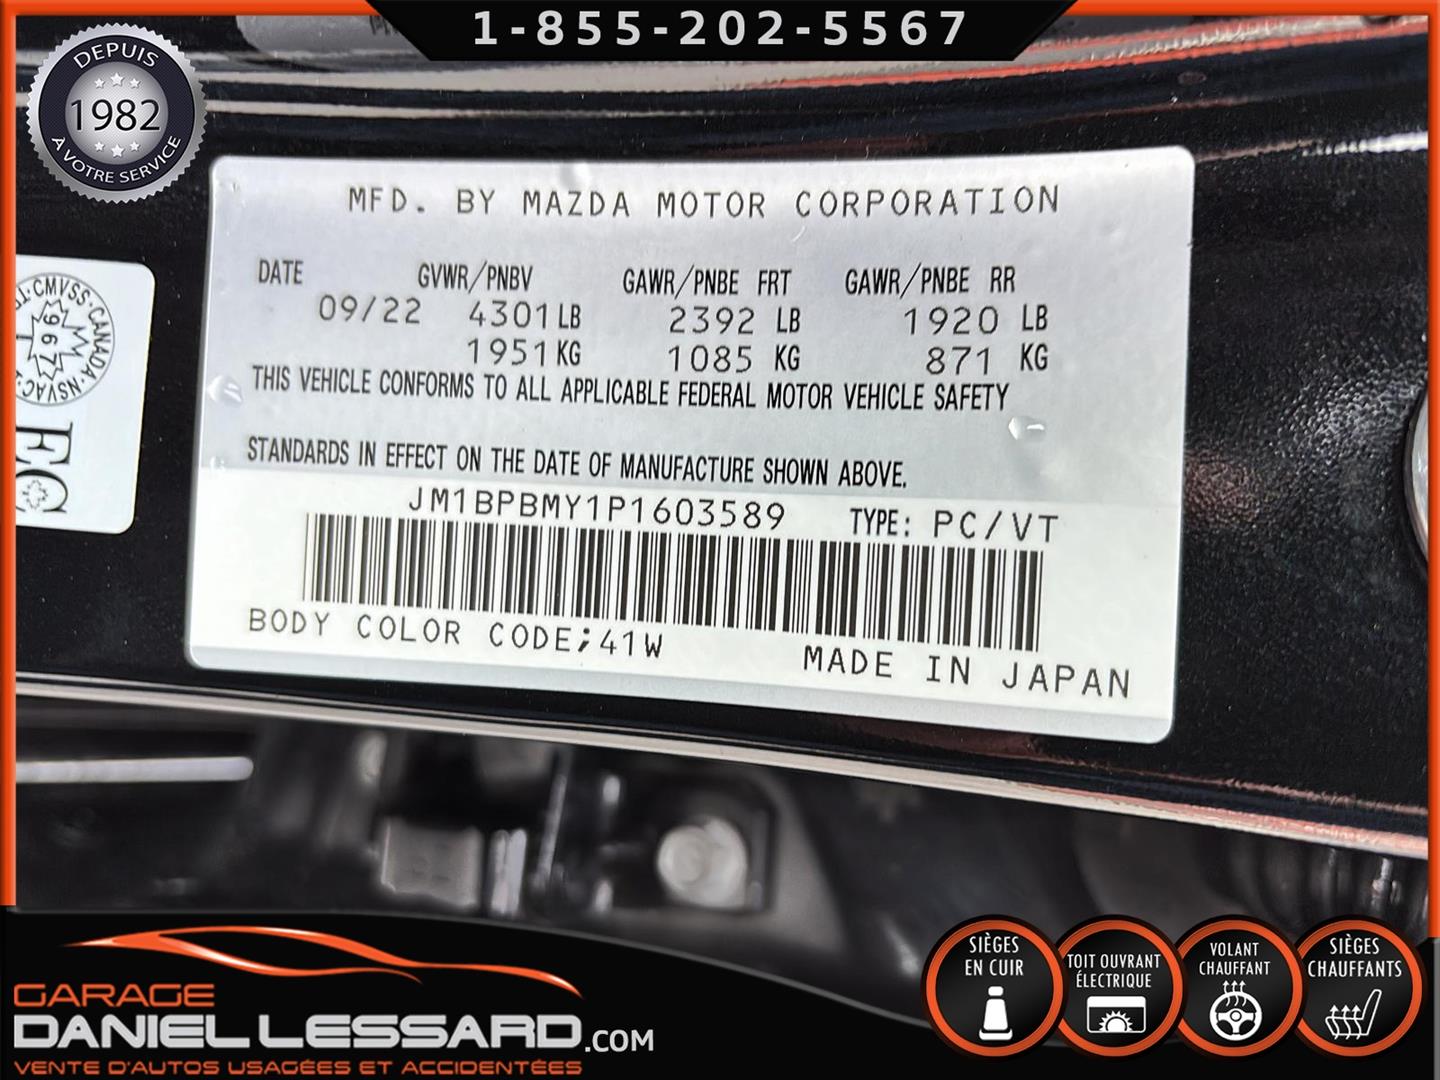 1-855-202-5567
DEPUIS
1982
À VOTRE SERVICE
MFD. BY MAZDA MOTOR CORPORATION
DATE GVWR/PNBV GAWR/PNBE FRT GAWR/PNBE RR
09/22 4301 LB 2392 LB 1920 LB
1951 KG 1085 KG 871 KG
THIS VEHICLE CONFORMS TO ALL APPLICABLE FEDERAL MOTOR VEHICLE SAFETY
STANDARDS IN EFFECT ON THE DATE OF MANUFACTURE SHOWN ABOVE.
JM1BPBMY1P1603589 TYPE: PC/VT
BODY COLOR CODE;41W
MADE IN JAPAN
CMVSS·CANADA·NSVAC
EC
GARAGE
DANIEL LESSARD.COM
VENTE D'AUTOS USAGÉES ET ACCIDENTÉES
SIÈGES
EN CUIR
TOIT OUVRANT
ÉLECTRIQUE
VOLANT
CHAUFFANT
SIÈGES
CHAUFFANTS